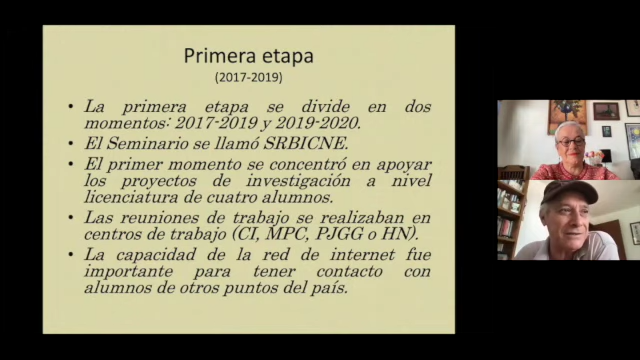 Primera etapa
(2017-2019)
• La primera etapa se divide en dos
momentos: 2017-2019 y 2019-2020.
• El Seminario se llamó SRBICNE.
• El primer momento se concentró en apoyar
los proyectos de investigación a nivel
licenciatura de cuatro alumnos.
• Las reuniones de trabajo se realizaban en
centros de trabajo (CI, MPC, PJGG o HN).
• La capacidad de la red de internet fue
importante para tener contacto con
alumnos de otros puntos del país.